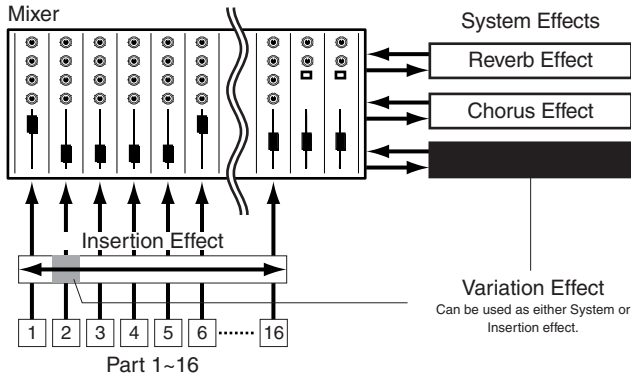 Mixer
System Effects
Reverb Effect
Chorus Effect
Insertion Effect
Variation Effect
Can be used as either System or
Insertion effect.
1 2 3 4 5 6 ........ 16
Part 1~16